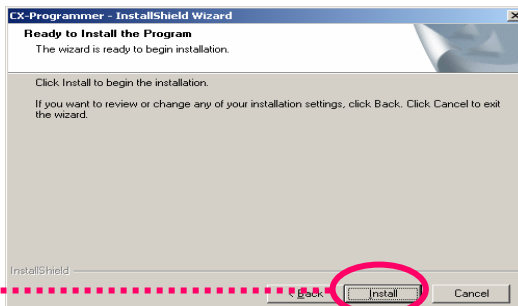 CX-Programmer - InstallShield Wizard
Ready to Install the Program
The wizard is ready to begin installation.
Click Install to begin the installation.
If you want to review or change any of your installation settings, click Back. Click Cancel to exit
the wizard.
InstallShield
< Back Install Cancel